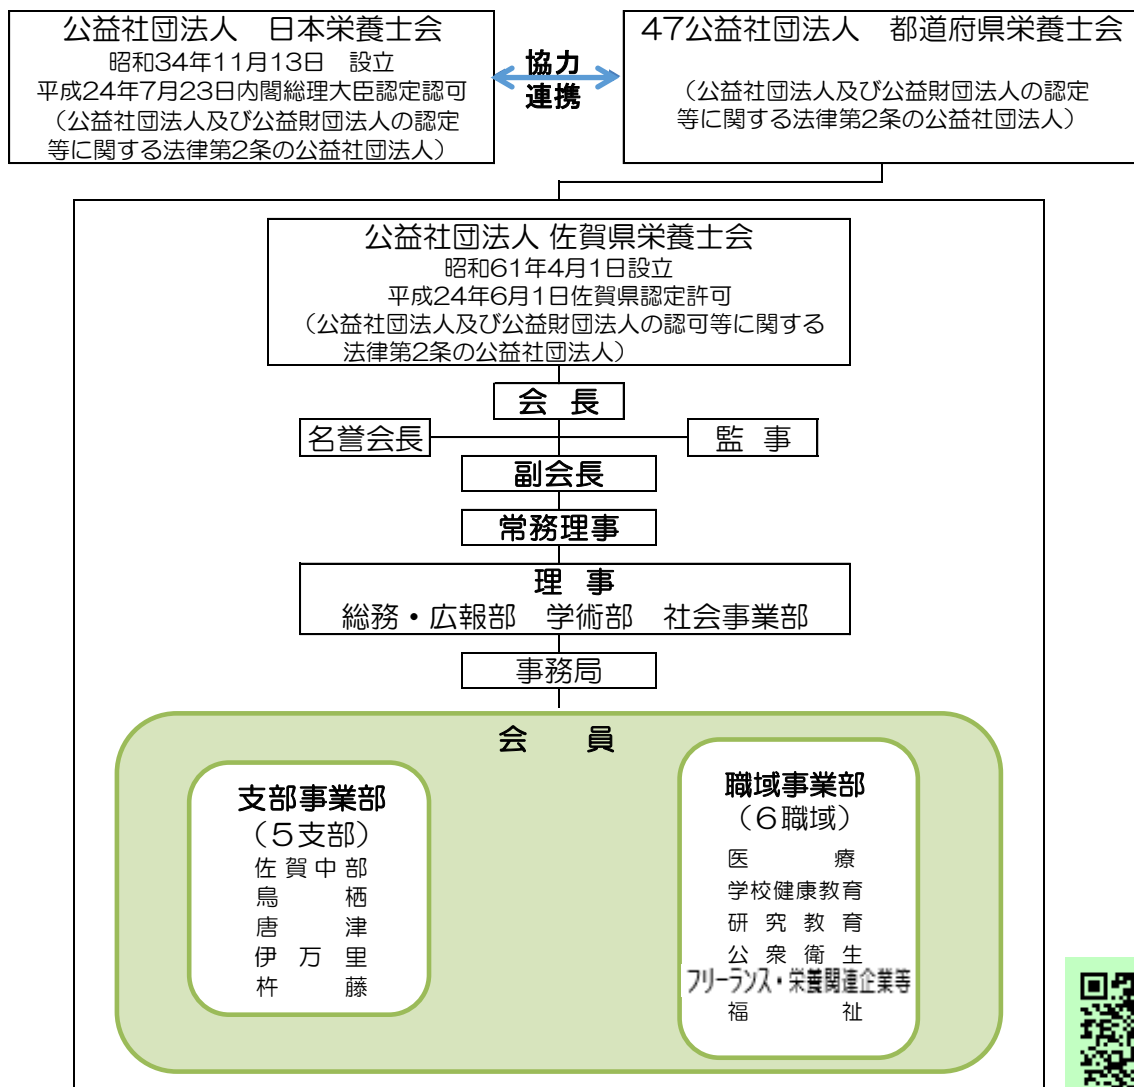 公益社団法人　日本栄養士会
昭和34年11月13日　設立
平成24年7月23日内閣総理大臣認定認可
（公益社団法人及び公益財団法人の認定
等に関する法律第2条の公益社団法人）
協力
連携
47公益社団法人　都道府県栄養士会
（公益社団法人及び公益財団法人の認定
等に関する法律第2条の公益社団法人）
公益社団法人 佐賀県栄養士会
昭和61年4月1日設立
平成24年6月1日佐賀県認定許可
（公益社団法人及び公益財団法人の認可等に関する
法律第2条の公益社団法人）
会 長
名誉会長
監 事
副会長
常務理事
理 事
総務・広報部　学術部　社会事業部
事務局
会　員
支部事業部
（5支部）
佐賀中部
鳥　栖
唐　津
伊万里
杵　藤
職域事業部
（6職域）
医　療
学校健康教育
研究教育
公衆衛生
フリーランス・栄養関連企業等
福　祉